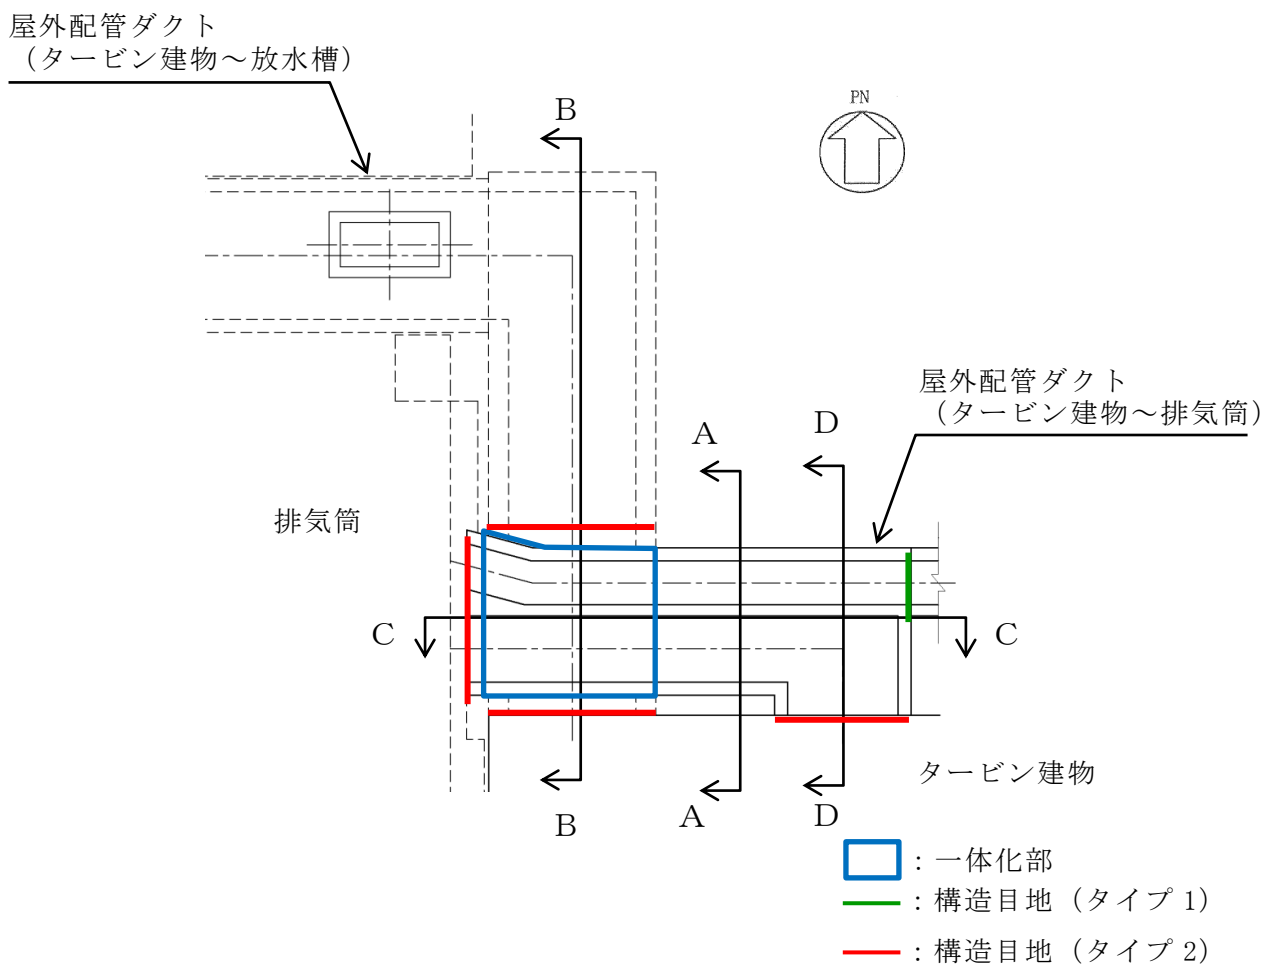 屋外配管ダクト
（タービン建物～放水槽）
B
PN
屋外配管ダクト
（タービン建物～排気筒）
A
D
排気筒
C
C
タービン建物
B
A
D
：一体化部
：構造目地（タイプ 1）
：構造目地（タイプ 2）